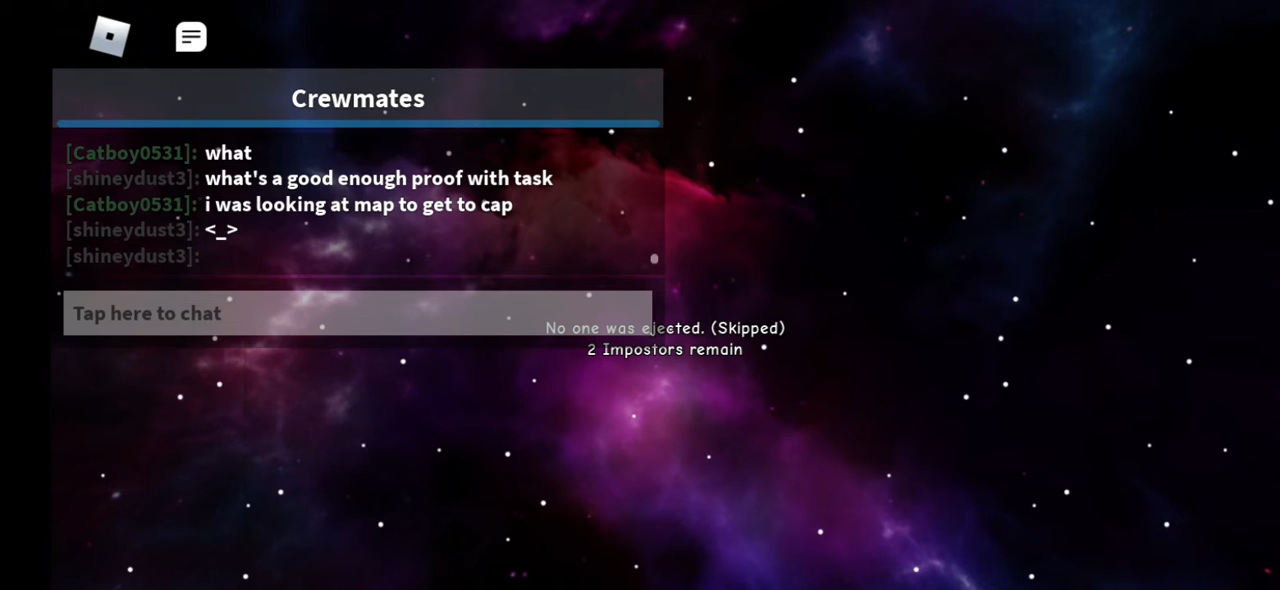 Crewmates
[Catboy0531]: what
[shineydust3]: what's a good enough proof with task
[Catboy0531]: i was looking at map to get to cap
[shineydust3]: <_>
[shineydust3]:
Tap here to chat
No one was ejected. (Skipped)
2 Impostors remain